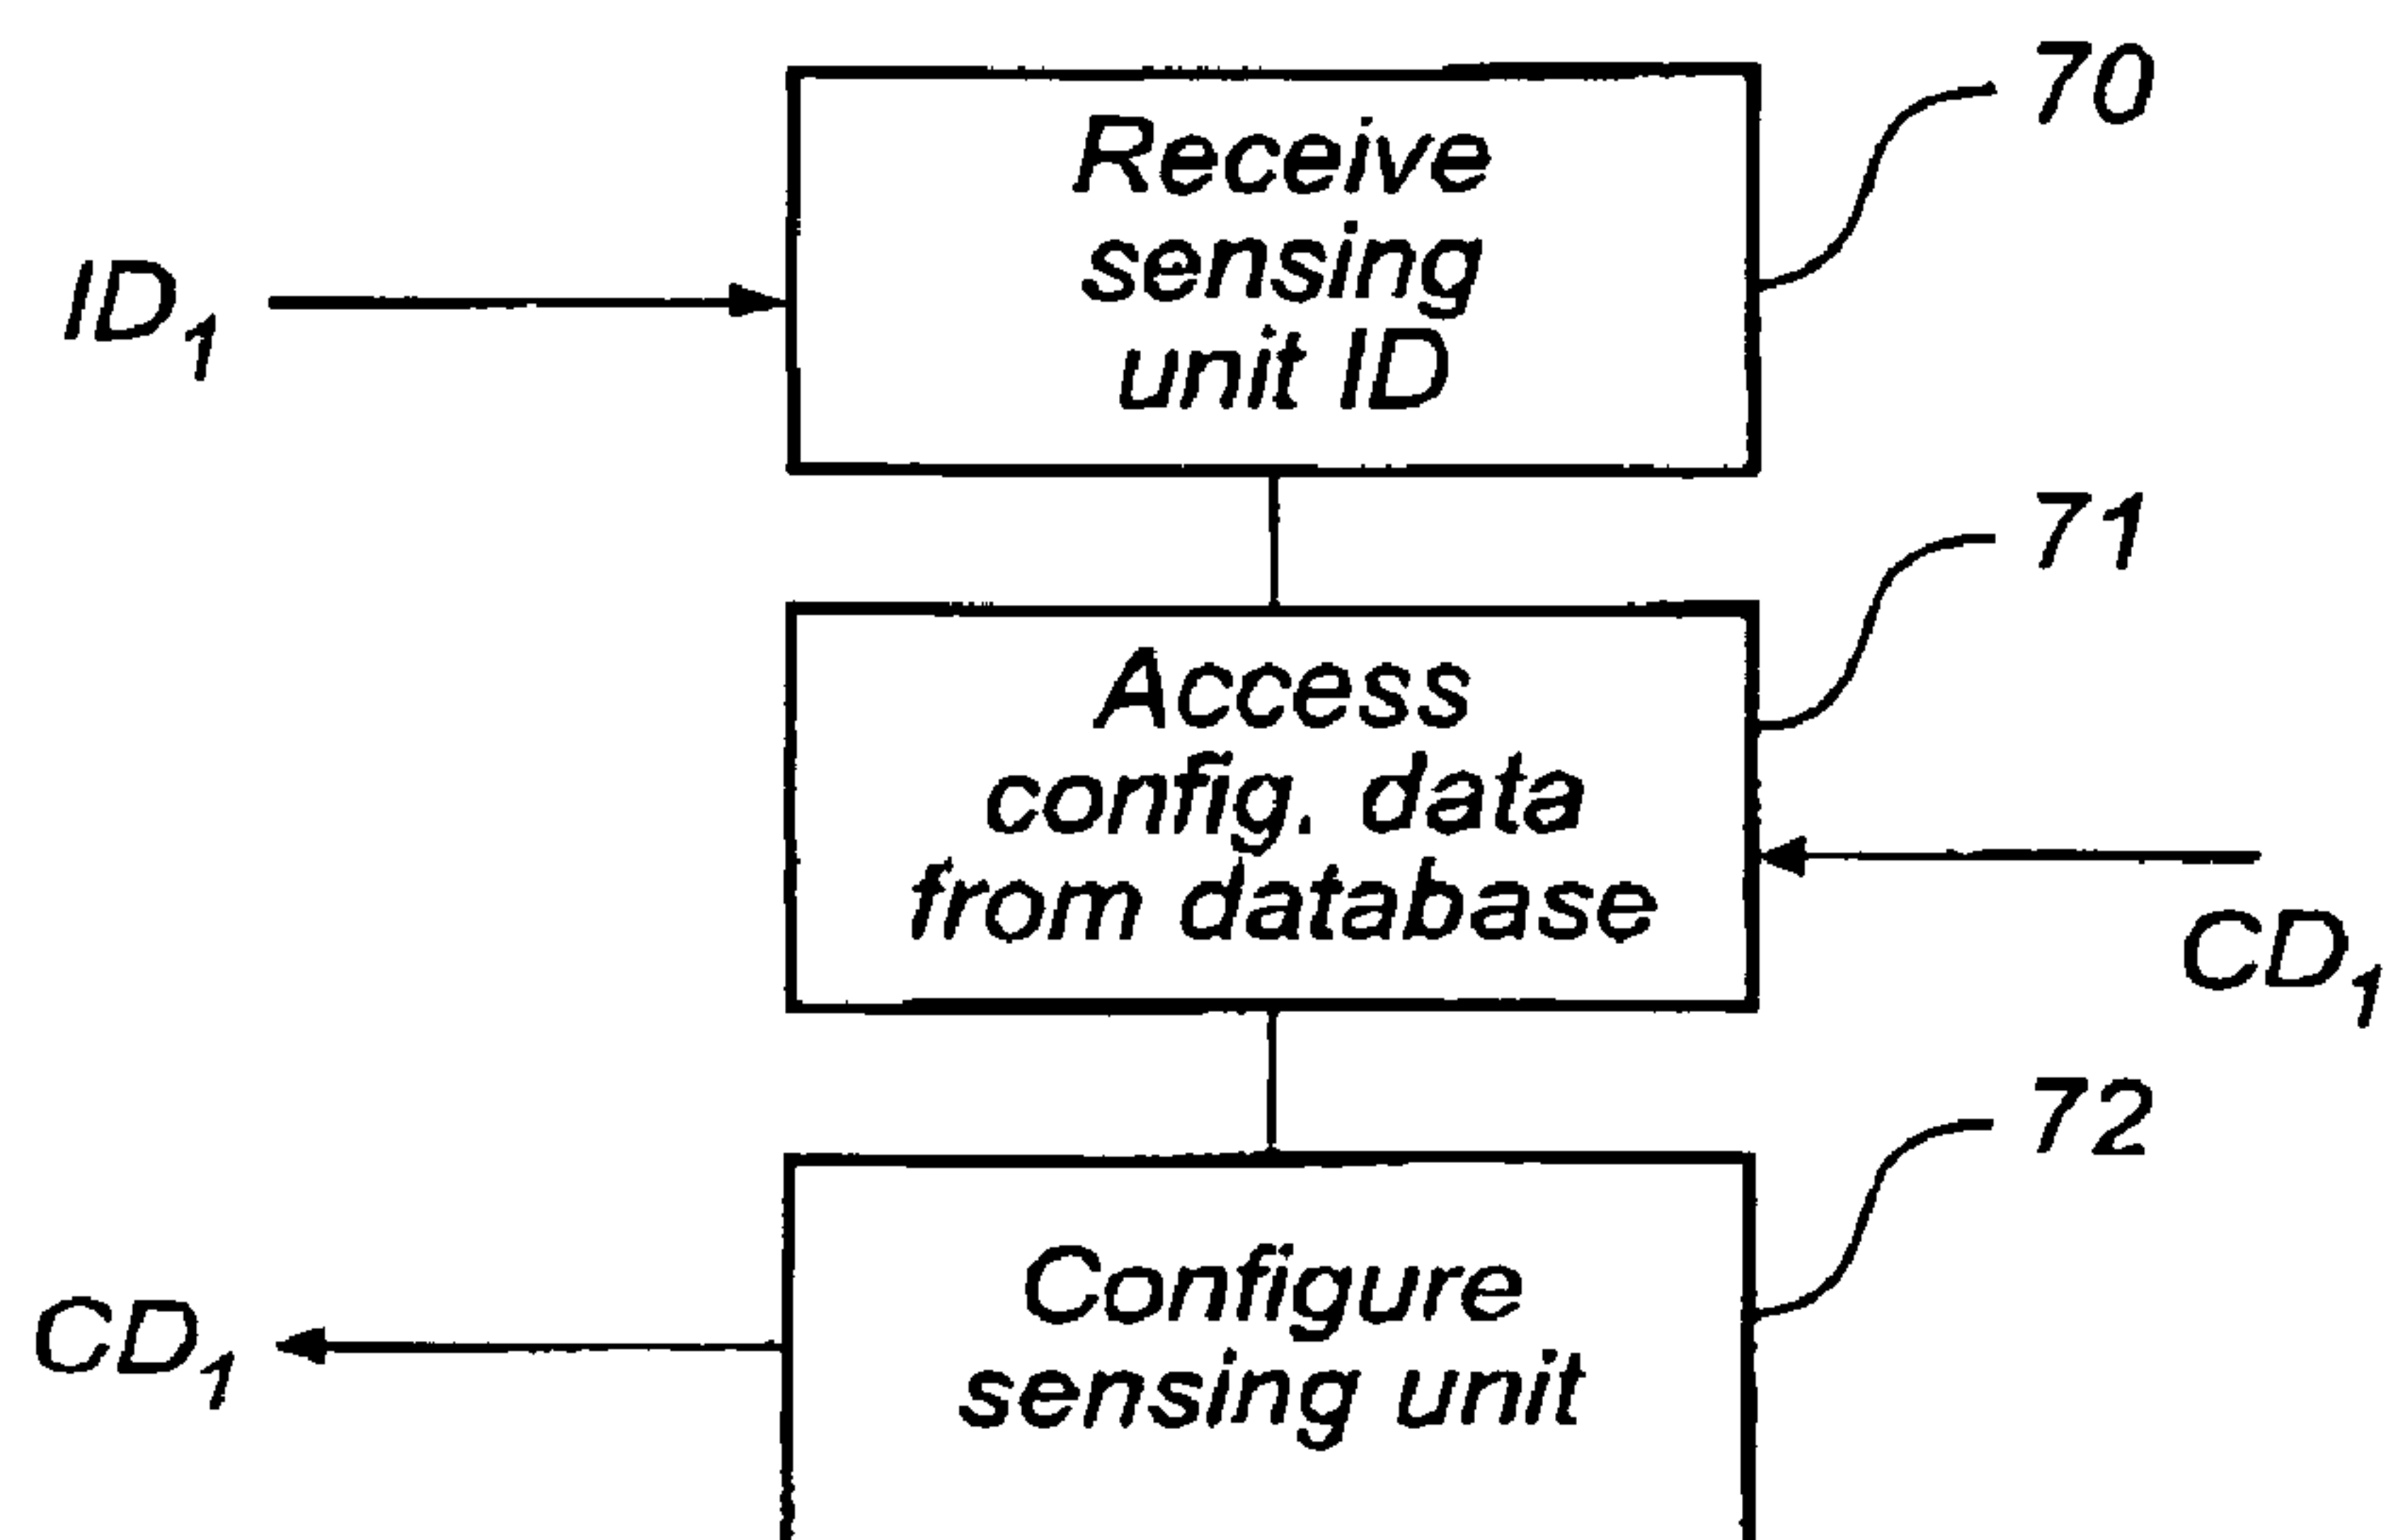 70
Receive
sensing
unit ID
ID₁
71
Access
config. data
from database
CD₁
72
Configure
sensing unit
CD₁